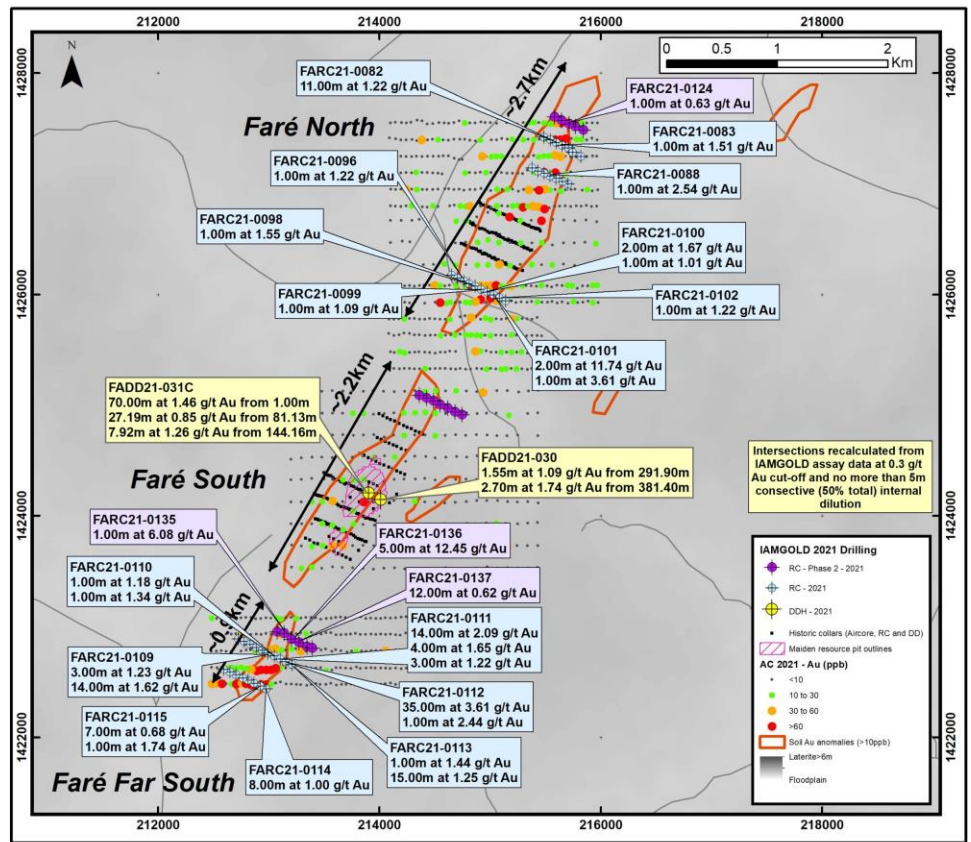 212000
214000
216000
218000
1428000
1426000
1424000
1422000
N
0 0.5 1 2
Km
FARC21-0082
11.00m at 1.22 g/t Au
~2.7km
FARC21-0124
1.00m at 0.63 g/t Au
Faré North
FARC21-0083
1.00m at 1.51 g/t Au
FARC21-0096
1.00m at 1.22 g/t Au
FARC21-0088
1.00m at 2.54 g/t Au
FARC21-0098
1.00m at 1.55 g/t Au
FARC21-0100
2.00m at 1.67 g/t Au
1.00m at 1.01 g/t Au
FARC21-0099
1.00m at 1.09 g/t Au
FARC21-0102
1.00m at 1.22 g/t Au
FARC21-0101
2.00m at 11.74 g/t Au
1.00m at 3.61 g/t Au
~2.2km
FADD21-031C
70.00m at 1.46 g/t Au from 1.00m
27.19m at 0.85 g/t Au from 81.13m
7.92m at 1.26 g/t Au from 144.16m
Faré South
FADD21-030
1.55m at 1.09 g/t Au from 291.90m
2.70m at 1.74 g/t Au from 381.40m
Intersections recalculated from
IAMGOLD assay data at 0.3 g/t
Au cut-off and no more than 5m
consective (50% total) internal
dilution
FARC21-0135
1.00m at 6.08 g/t Au
FARC21-0136
5.00m at 12.45 g/t Au
FARC21-0110
1.00m at 1.18 g/t Au
1.00m at 1.34 g/t Au
FARC21-0137
12.00m at 0.62 g/t Au
FARC21-0111
14.00m at 2.09 g/t Au
4.00m at 1.65 g/t Au
3.00m at 1.22 g/t Au
FARC21-0109
3.00m at 1.23 g/t Au
14.00m at 1.62 g/t Au
FARC21-0112
35.00m at 3.61 g/t Au
1.00m at 2.44 g/t Au
FARC21-0115
7.00m at 0.68 g/t Au
1.00m at 1.74 g/t Au
FARC21-0113
1.00m at 1.44 g/t Au
15.00m at 1.25 g/t Au
FARC21-0114
8.00m at 1.00 g/t Au
Faré Far South
IAMGOLD 2021 Drilling
RC - Phase 2 - 2021
RC - 2021
DDH - 2021
Historic collars (Aircore, RC and DD)
Maiden resource pit outlines
AC 2021 - Au (ppb)
<10
10 to 30
30 to 60
>60
Soil Au anomalies (>10ppb)
Laterite>6m
Floodplain
212000
214000
216000
218000
1428000
1426000
1424000
1422000